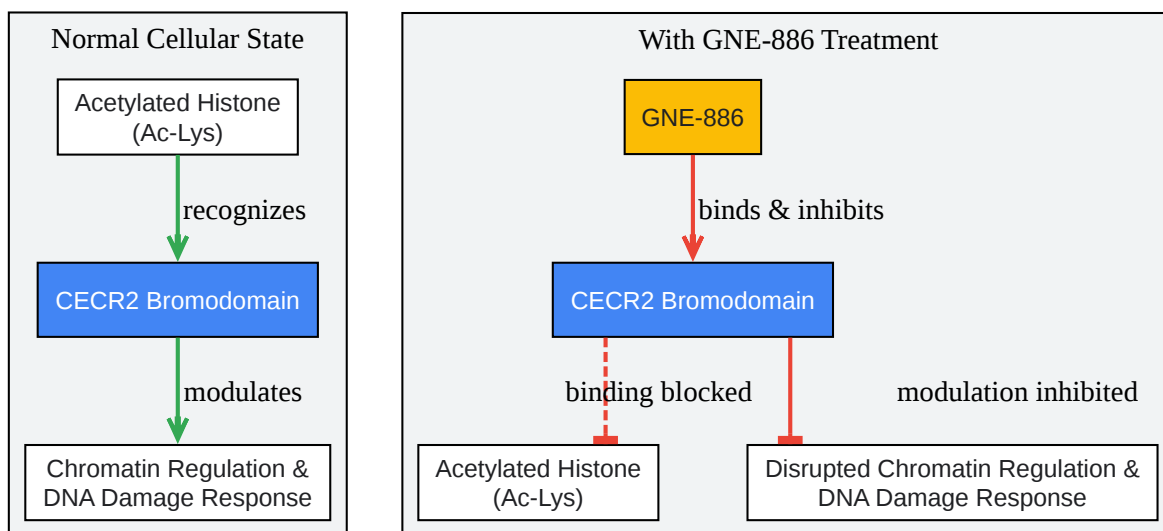 Normal Cellular State
Acetylated Histone
(Ac-Lys)
recognizes
CECR2 Bromodomain
modulates
Chromatin Regulation &
DNA Damage Response
With GNE-886 Treatment
GNE-886
binds & inhibits
CECR2 Bromodomain
binding blocked
modulation inhibited
Acetylated Histone
(Ac-Lys)
Disrupted Chromatin Regulation &
DNA Damage Response